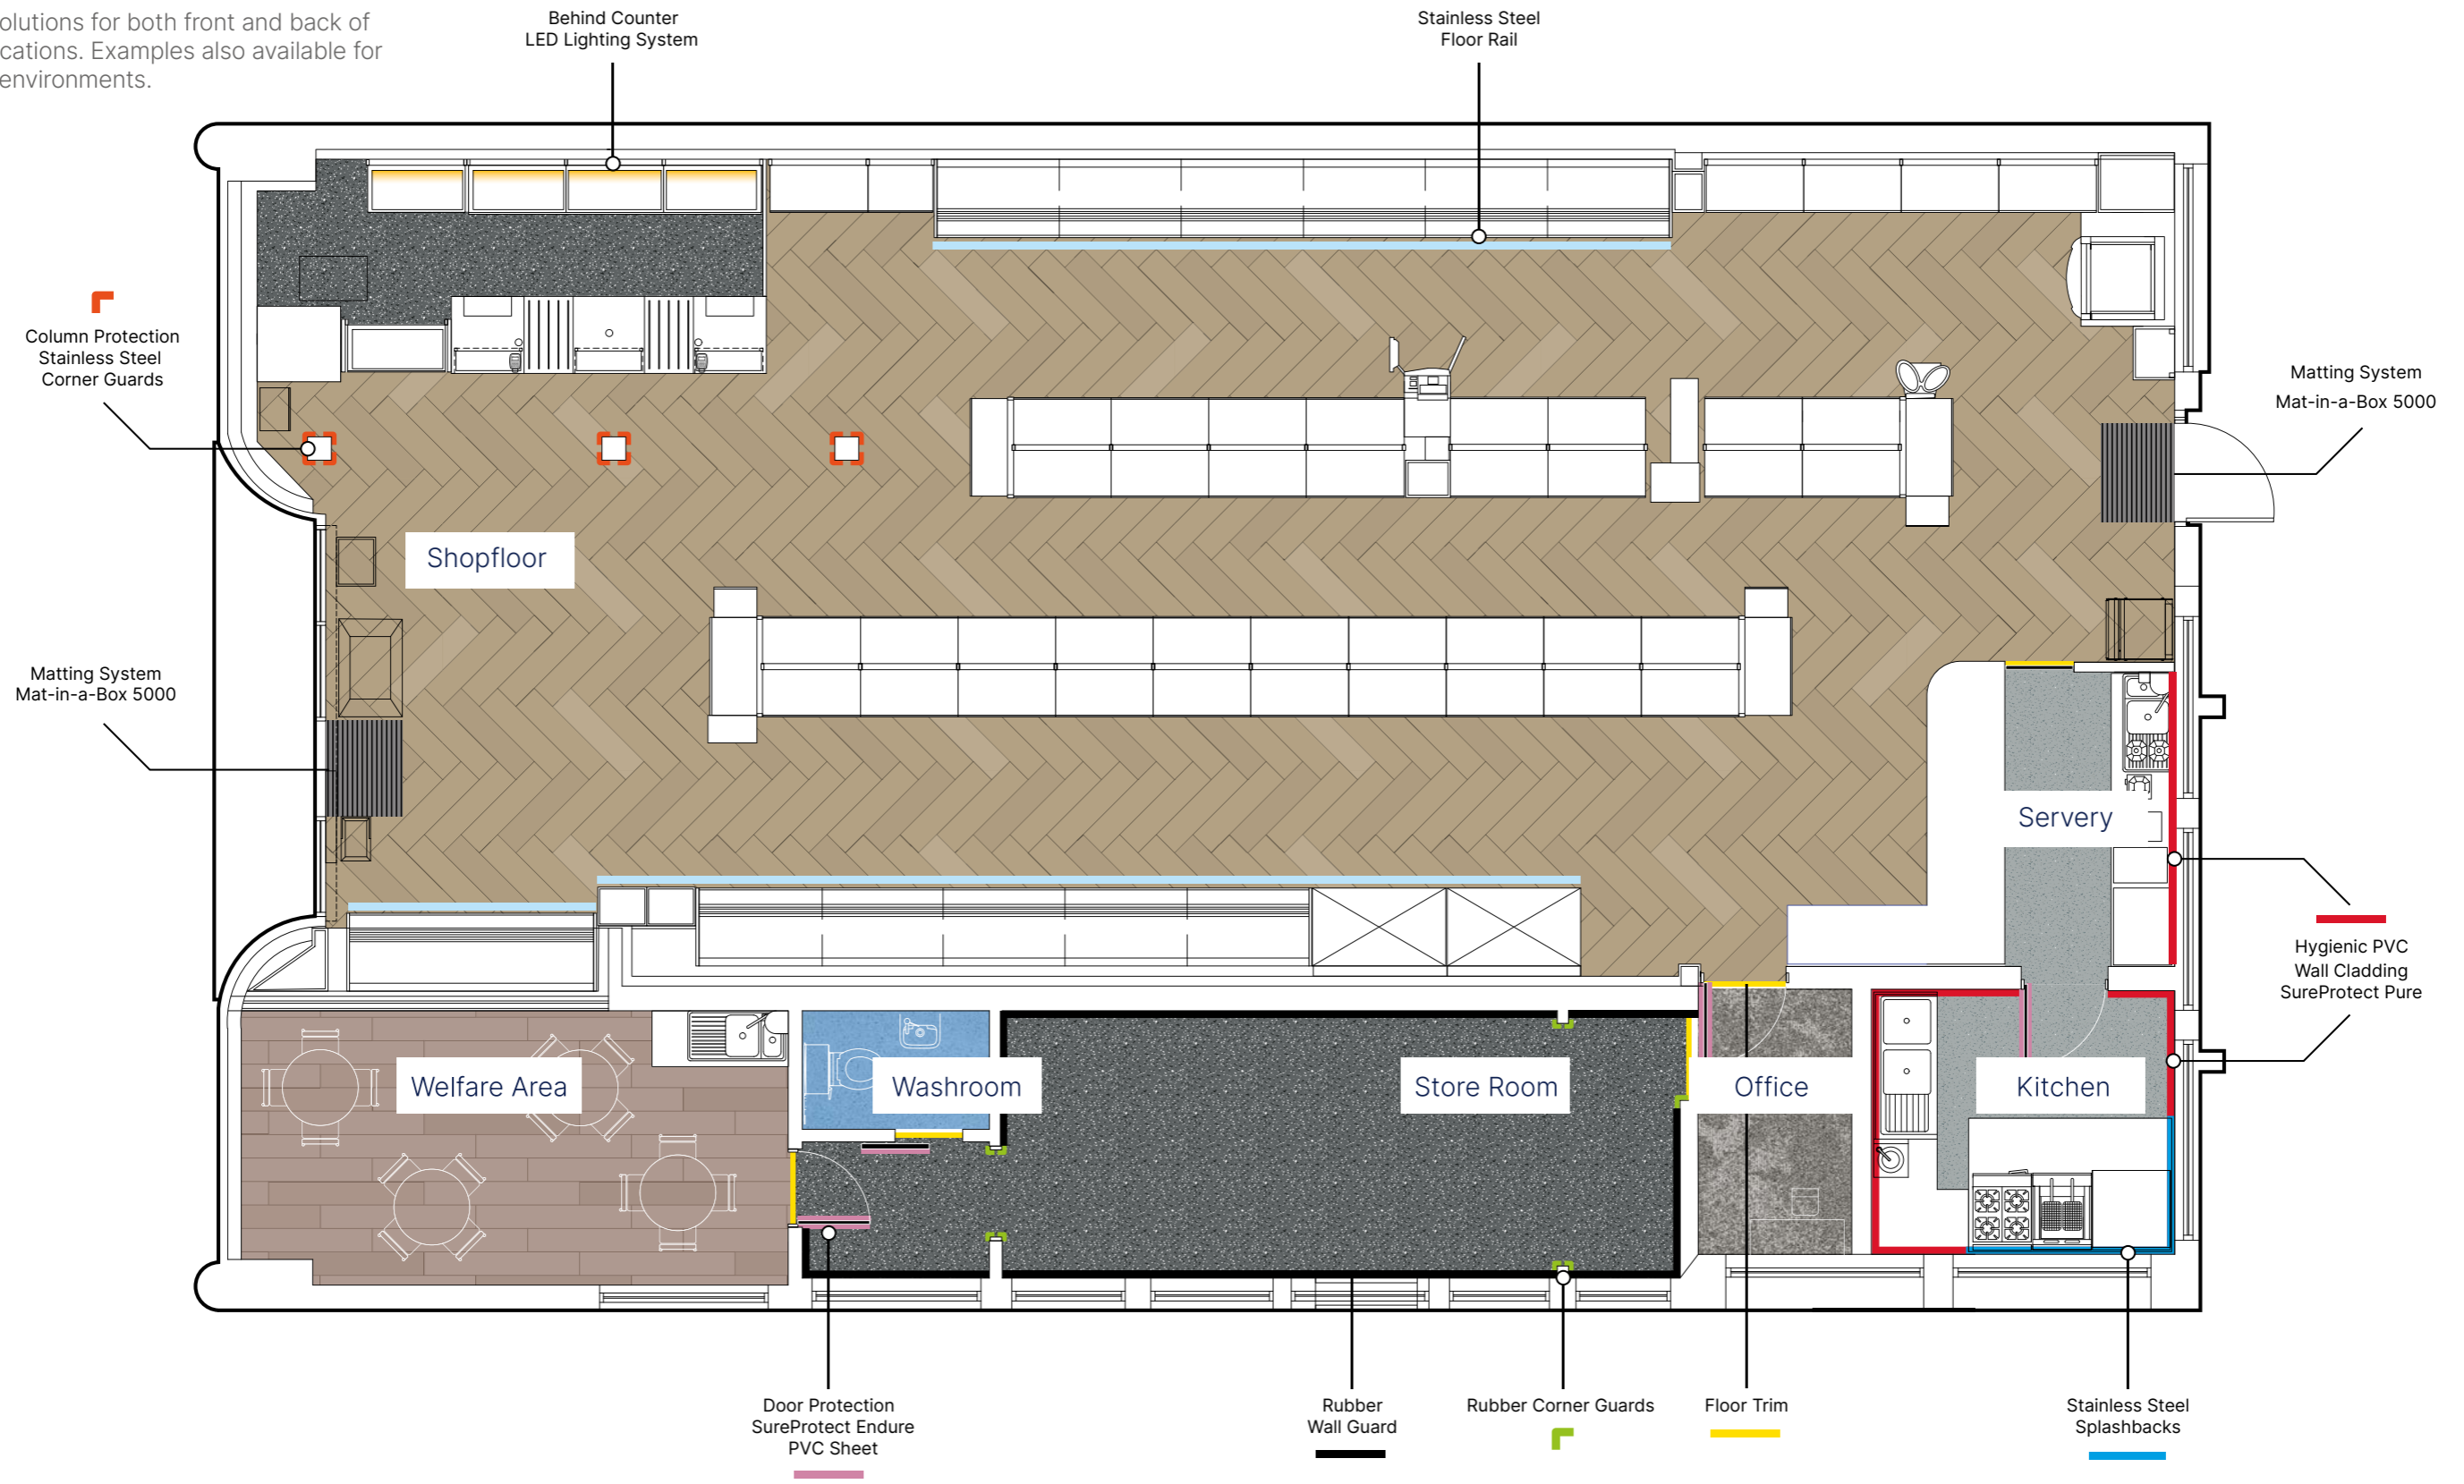 olutions for both front and back of
cations. Examples also available for
environments.
Behind Counter
LED Lighting System
Stainless Steel
Floor Rail
Column Protection
Stainless Steel
Corner Guards
Matting System
Mat-in-a-Box 5000
Shopfloor
Matting System
Mat-in-a-Box 5000
Servery
Hygienic PVC
Wall Cladding
SureProtect Pure
Welfare Area
Washroom
Store Room
Office
Kitchen
Door Protection
SureProtect Endure
PVC Sheet
Rubber
Wall Guard
Rubber Corner Guards
Floor Trim
Stainless Steel
Splashbacks